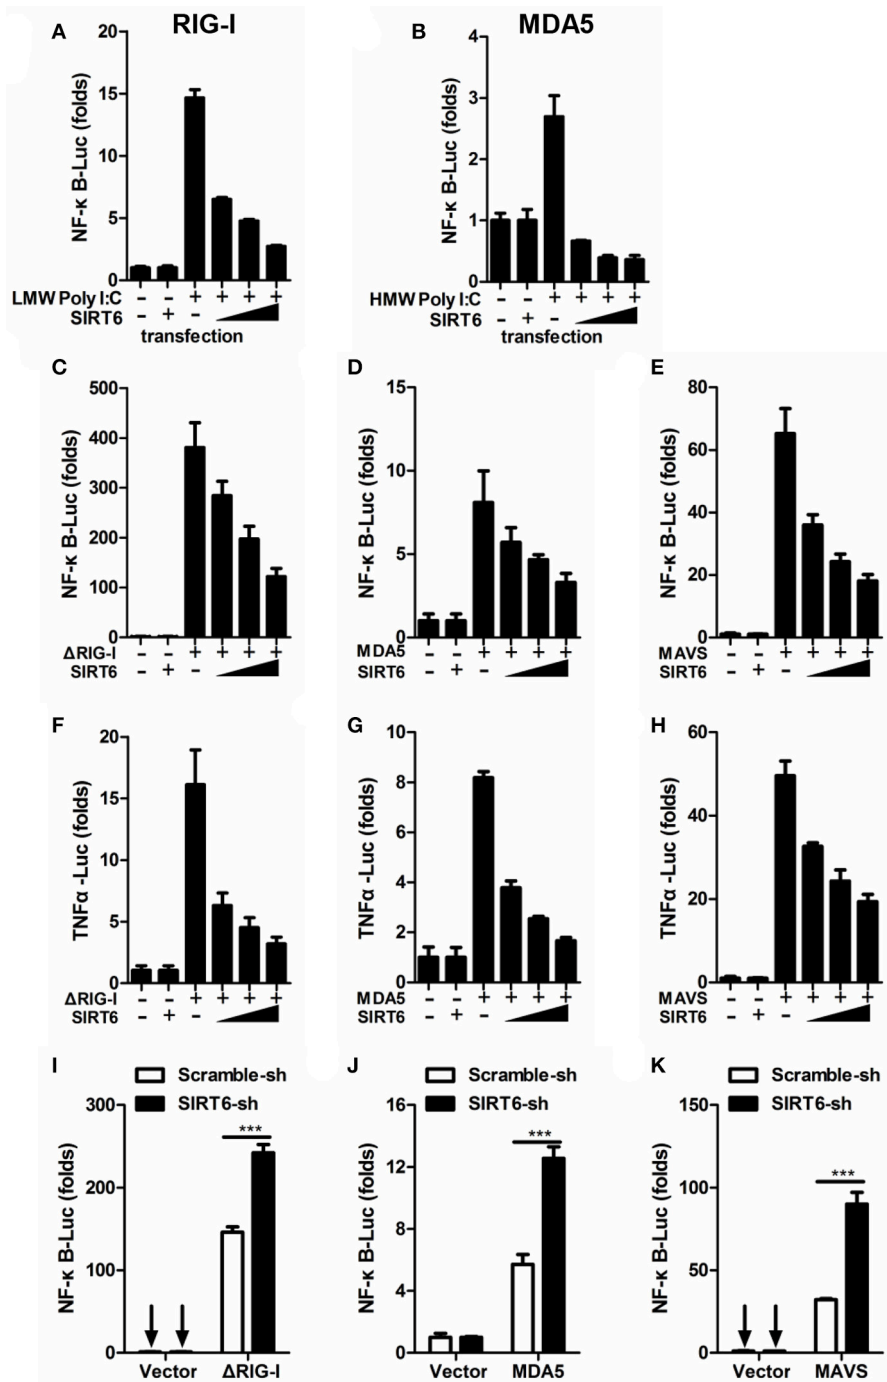 A RIG-I
NF-κ B-Luc (folds)
20
15
10
5
0
LMW Poly I:C - - + + + +
SIRT6 - + -
transfection
B MDA5
NF-κ B-Luc (folds)
4
3
2
1
0
HMW Poly I:C - - + + + +
SIRT6 - + -
transfection
C
NF-κ B-Luc (folds)
500
400
300
200
100
0
ΔRIG-I - - + + + +
SIRT6 - + -
D
NF-κ B-Luc (folds)
15
10
5
0
MDA5 - - + + + +
SIRT6 - + -
E
NF-κ B-Luc (folds)
80
60
40
20
0
MAVS - - + + + +
SIRT6 - + -
F
TNFα -Luc (folds)
20
15
10
5
0
ΔRIG-I - - + + + +
SIRT6 - + -
G
TNFα -Luc (folds)
10
8
6
4
2
0
MDA5 - - + + + +
SIRT6 - + -
H
TNFα -Luc (folds)
60
40
20
0
MAVS - - + + + +
SIRT6 - + -
I
Scramble-sh
SIRT6-sh
NF-κ B-Luc (folds)
300
200
100
0
***
Vector ΔRIG-I
J
Scramble-sh
SIRT6-sh
NF-κ B-Luc (folds)
16
12
8
4
0
***
Vector MDA5
K
Scramble-sh
SIRT6-sh
NF-κ B-Luc (folds)
150
100
50
0
***
Vector MAVS